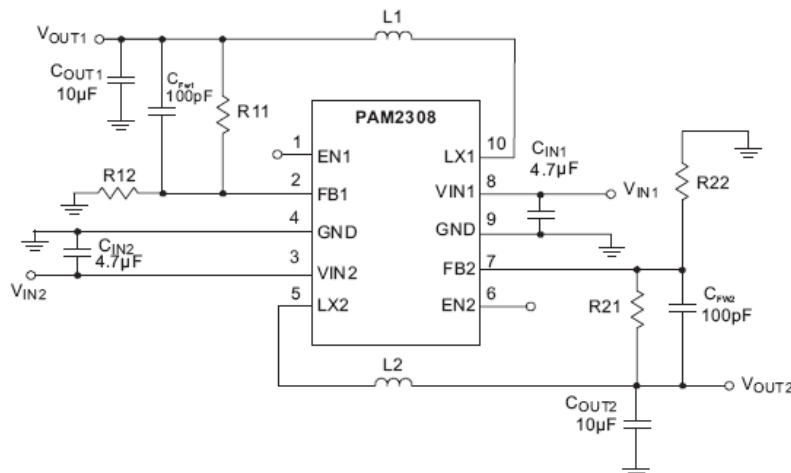 L1
VOUT1
COUT1
10µF
CFW1
100pF
R11
PAM2308
1
EN1
LX1
10
CIN1
4.7µF
R12
2
FB1
VIN1
8
VIN1
R22
4
GND
GND
9
CIN2
4.7µF
3
VIN2
FB2
7
VIN2
5
LX2
EN2
6
R21
CFW2
100pF
L2
VOUT2
COUT2
10µF